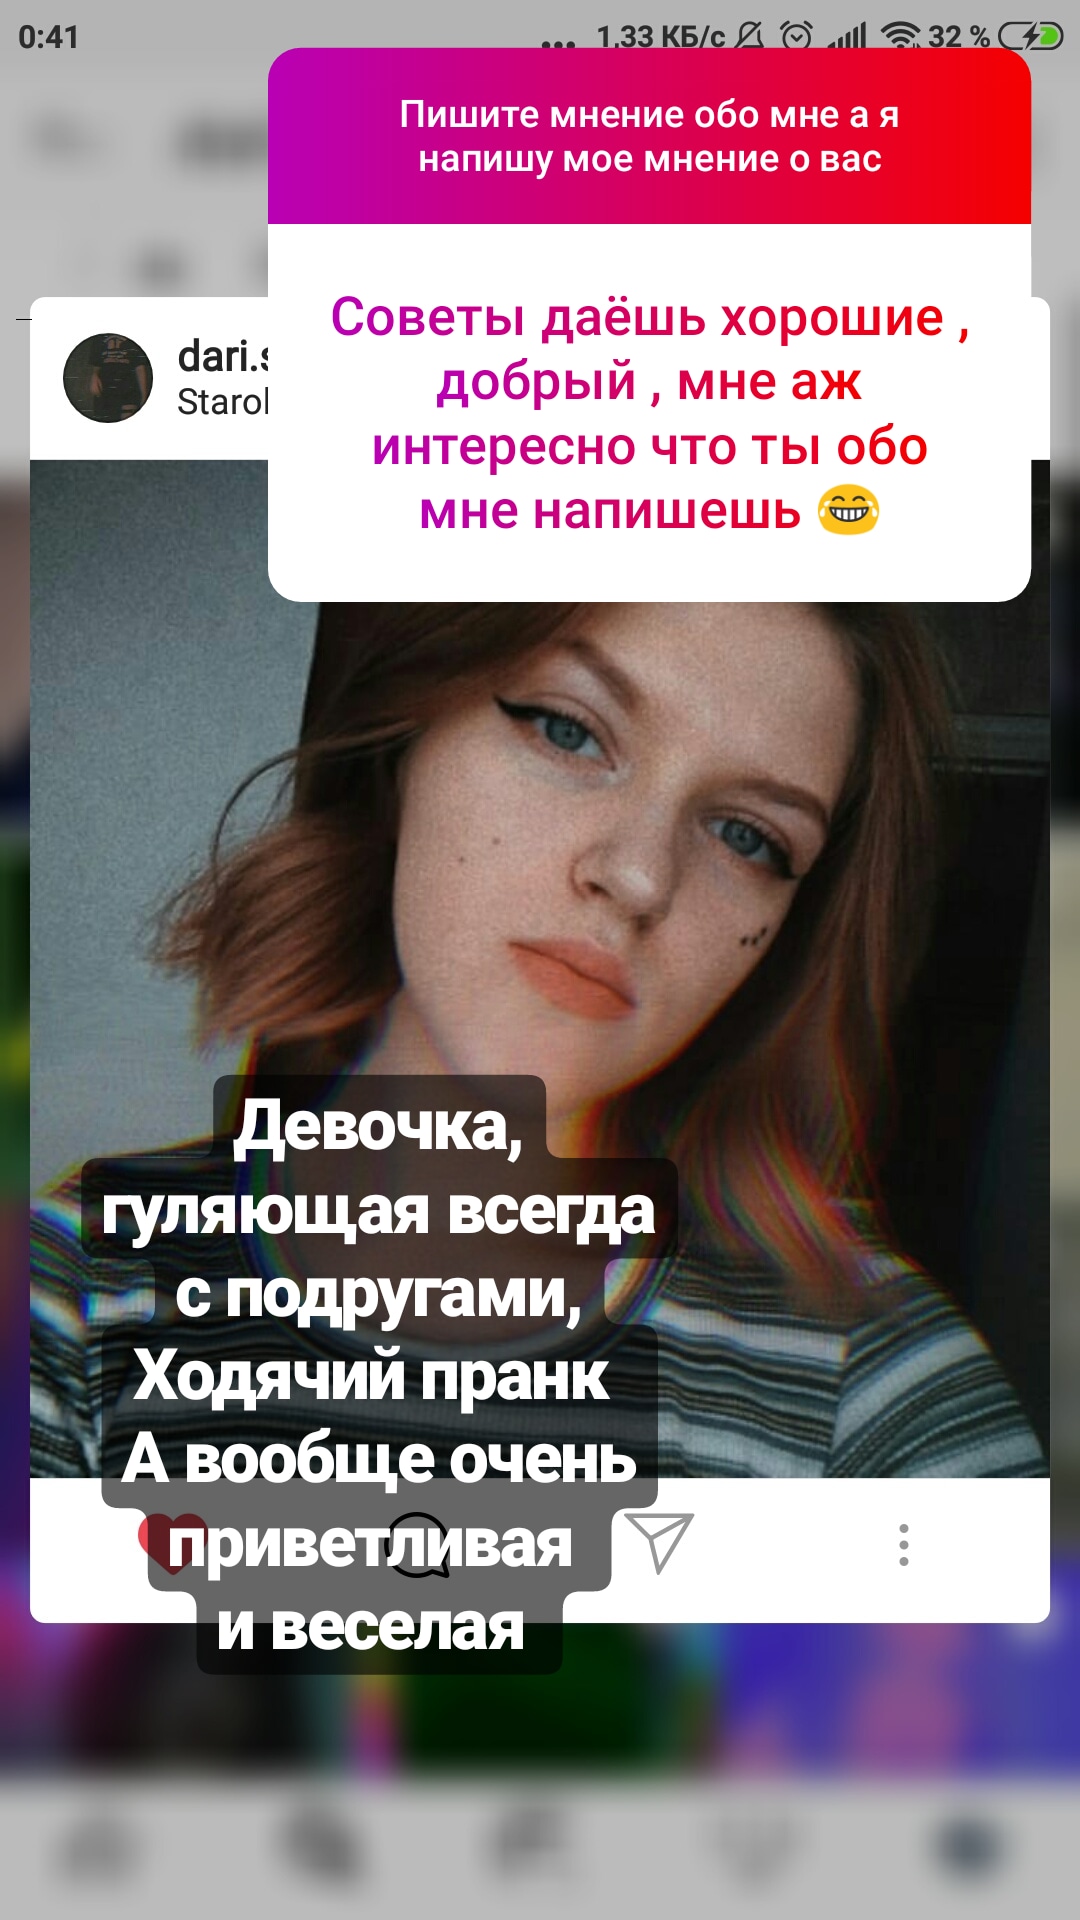 0:41
... 1,33 КБ/с 32 %
Пишите мнение обо мне а я
напишу мое мнение о вас
Советы даёшь хорошие ,
добрый , мне аж
интересно что ты обо
мне напишешь 😂
dari.s
Starol
Девочка,
гуляющая всегда
с подругами,
Ходячий пранк
А вообще очень
приветливая
и веселая